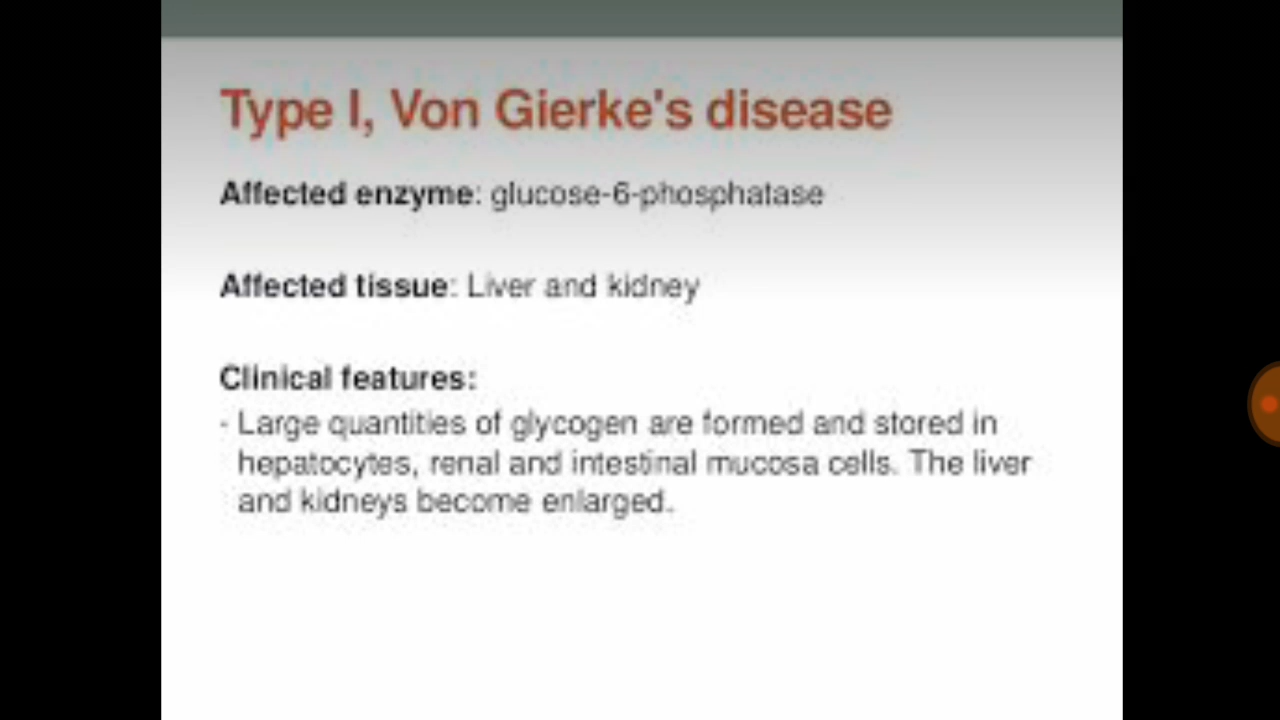 Type I, Von Gierke's disease
Affected enzyme: glucose-6-phosphatase
Affected tissue: Liver and kidney
Clinical features:
- Large quantities of glycogen are formed and stored in
hepatocytes, renal and intestinal mucosa cells. The liver
and kidneys become enlarged.